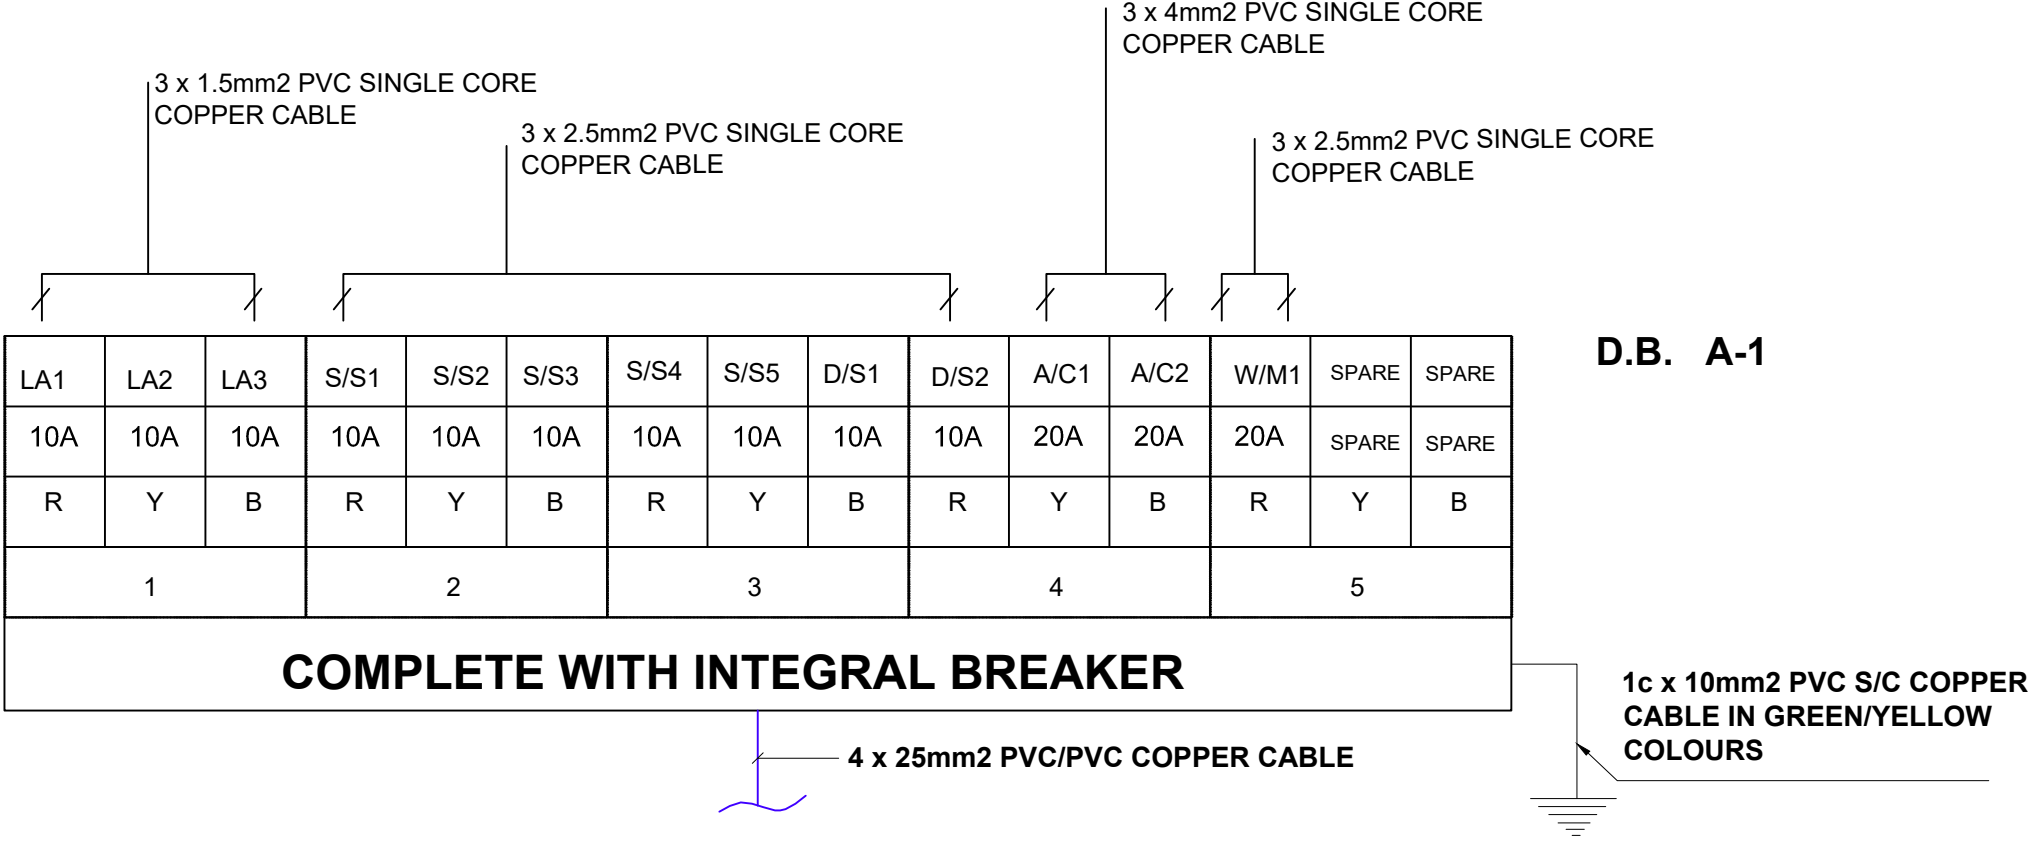 3 x 4mm2 PVC SINGLE CORE
COPPER CABLE
3 x 1.5mm2 PVC SINGLE CORE
COPPER CABLE
3 x 2.5mm2 PVC SINGLE CORE
COPPER CABLE
3 x 2.5mm2 PVC SINGLE CORE
COPPER CABLE
D.B. A-1
LA1 LA2 LA3 S/S1 S/S2 S/S3 S/S4 S/S5 D/S1 D/S2 A/C1 A/C2 W/M1 SPARE SPARE
10A 10A 10A 10A 10A 10A 10A 10A 10A 10A 20A 20A 20A SPARE SPARE
R Y B R Y B R Y B R Y B R Y B
1 2 3 4 5
COMPLETE WITH INTEGRAL BREAKER
1c x 10mm2 PVC S/C COPPER
CABLE IN GREEN/YELLOW
COLOURS
4 x 25mm2 PVC/PVC COPPER CABLE